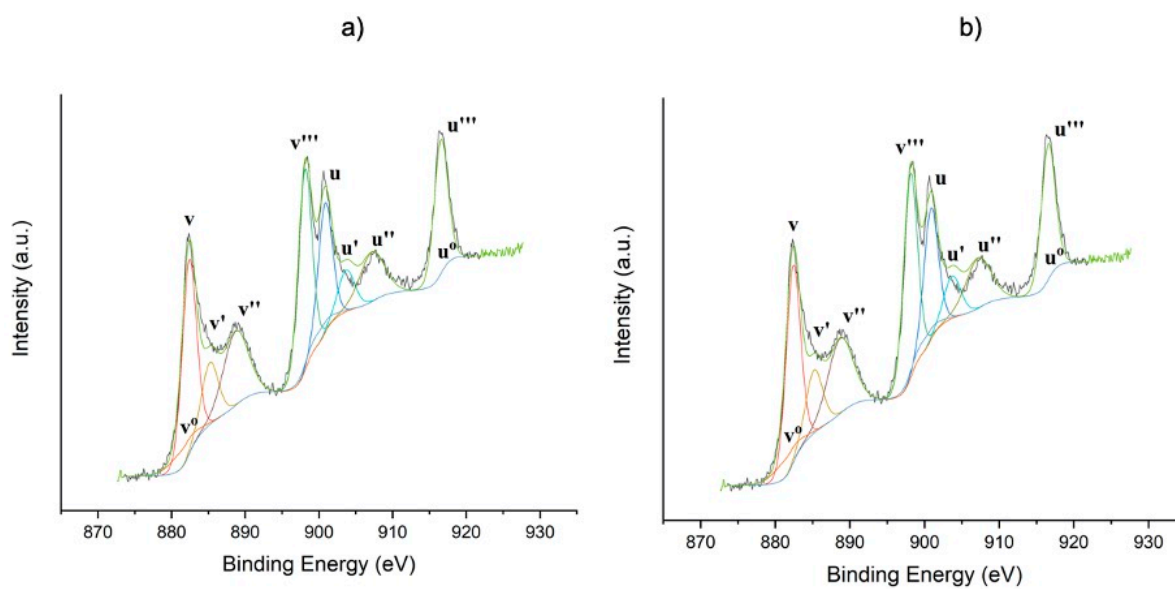 a)
Intensity (a.u.)
v
v'
v''
vº
v'''
u
u'
u''
u'''
uº
870 880 890 900 910 920 930
Binding Energy (eV)
b)
Intensity (a.u.)
v
v'
v''
vº
v'''
u
u'
u''
u'''
uº
870 880 890 900 910 920 930
Binding Energy (eV)